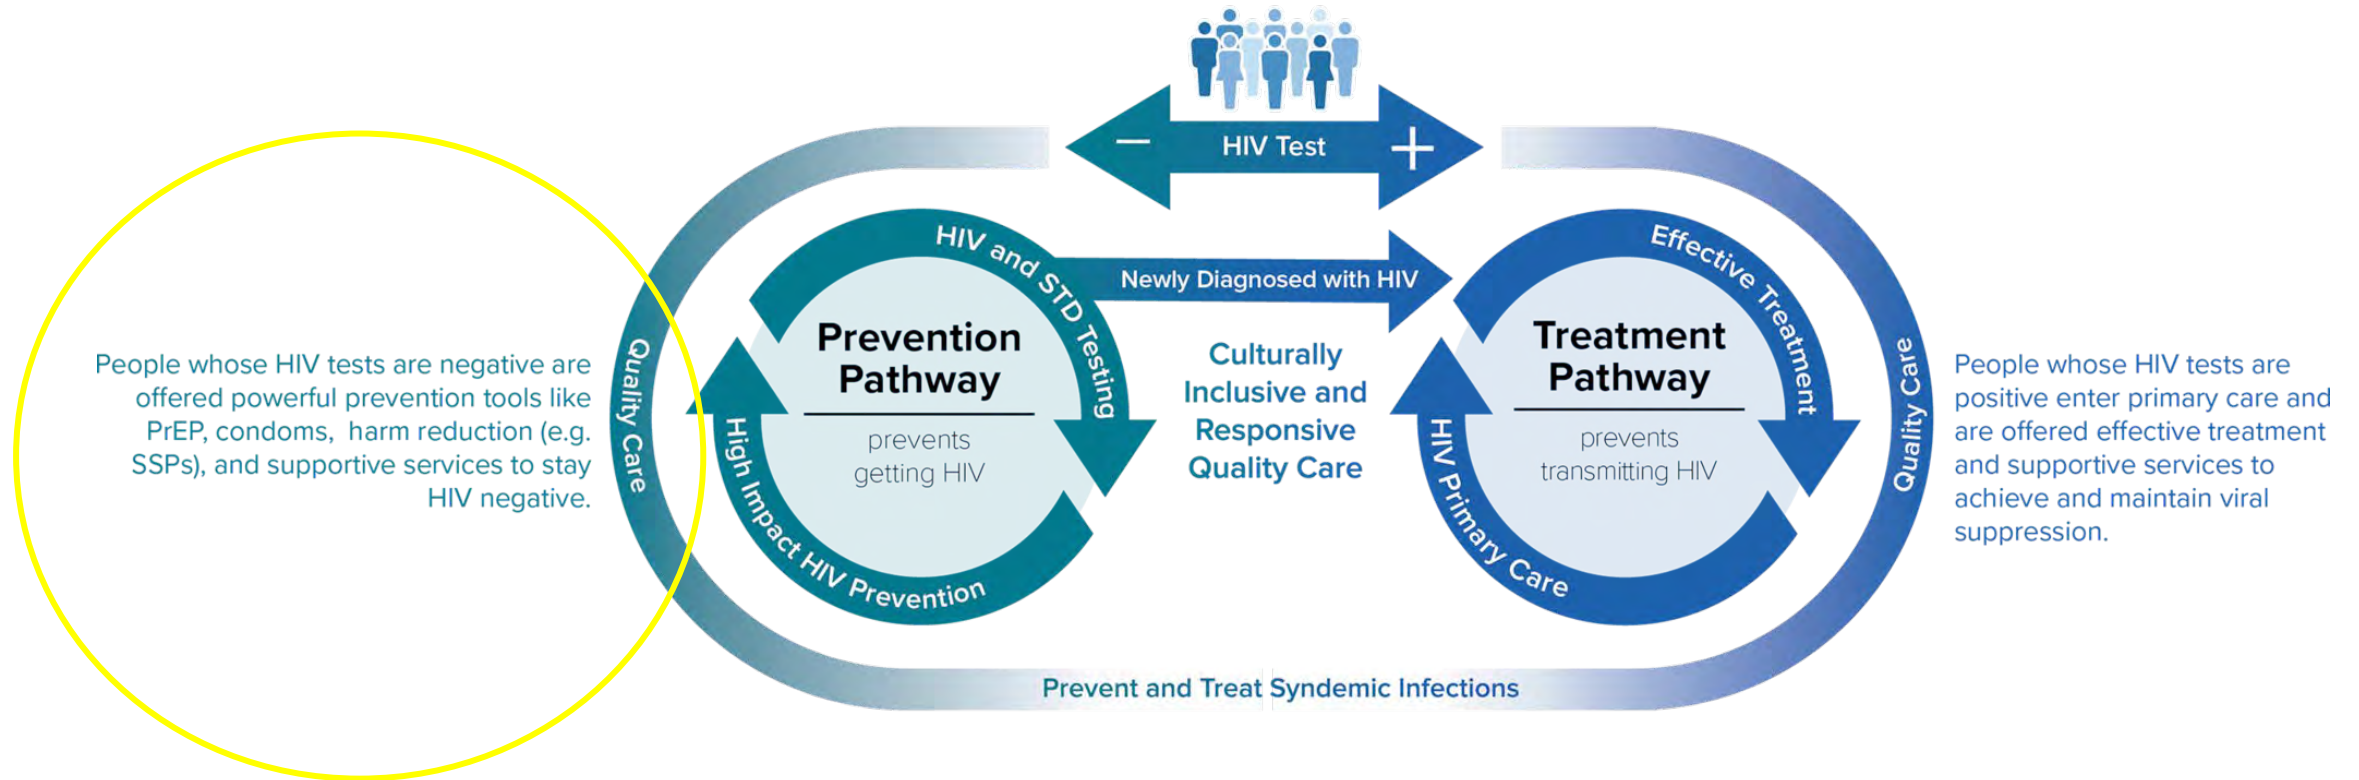 HIV Test
HIV and STD Testing
Newly Diagnosed with HIV
Effective Treatment
Prevention
Pathway
prevents
getting HIV
High Impact HIV Prevention
Culturally
Inclusive and
Responsive
Quality Care
Treatment
Pathway
prevents
transmitting HIV
HIV Primary Care
Quality Care
Quality Care
People whose HIV tests are negative are
offered powerful prevention tools like
PrEP, condoms, harm reduction (e.g.
SSPs), and supportive services to stay
HIV negative.
People whose HIV tests are
positive enter primary care and
are offered effective treatment
and supportive services to
achieve and maintain viral
suppression.
Prevent and Treat Syndemic Infections